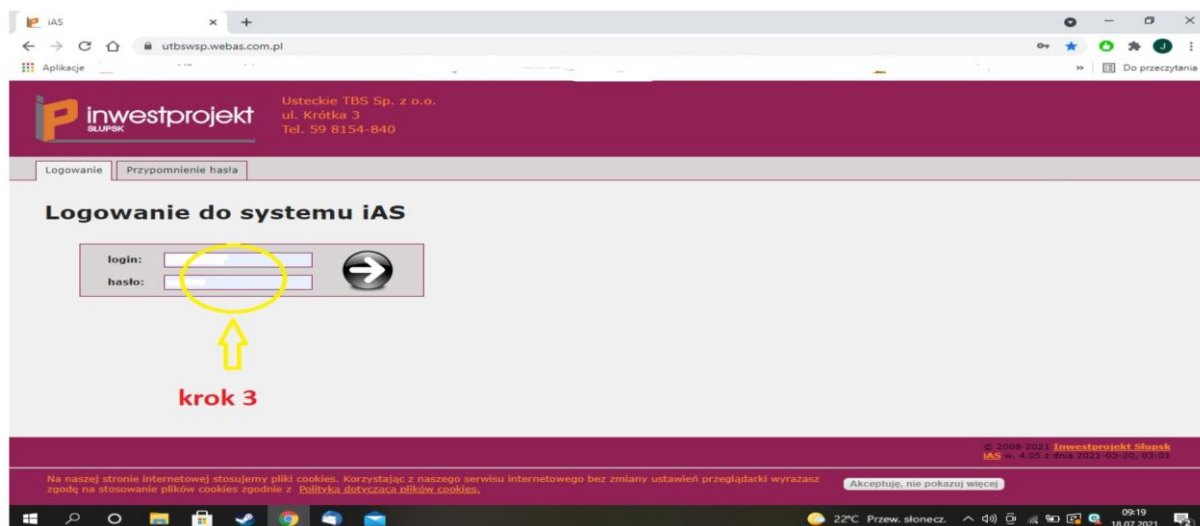 iAS
utbswsp.webas.com.pl
Aplikacje
Do przeczytania
inwestprojekt
SŁUPSK
Usteckie TBS Sp. z o.o.
ul. Krótka 3
Tel. 59 8154-840
Logowanie
Przypomnienie hasła
Logowanie do systemu iAS
login:
hasło:
krok 3
© 2006-2021 Inwestprojekt Słupsk
iAS w. 4.05 z dnia 2021-03-20, 03:01
Na naszej stronie internetowej stosujemy pliki cookies. Korzystając z naszego serwisu internetowego bez zmiany ustawień przeglądarki wyrażasz
zgodę na stosowanie plików cookies zgodnie z Polityka dotycząca plików cookies.
Akceptuję, nie pokazuj więcej
22°C Przew. słonecz.
09:19
18.07.2021